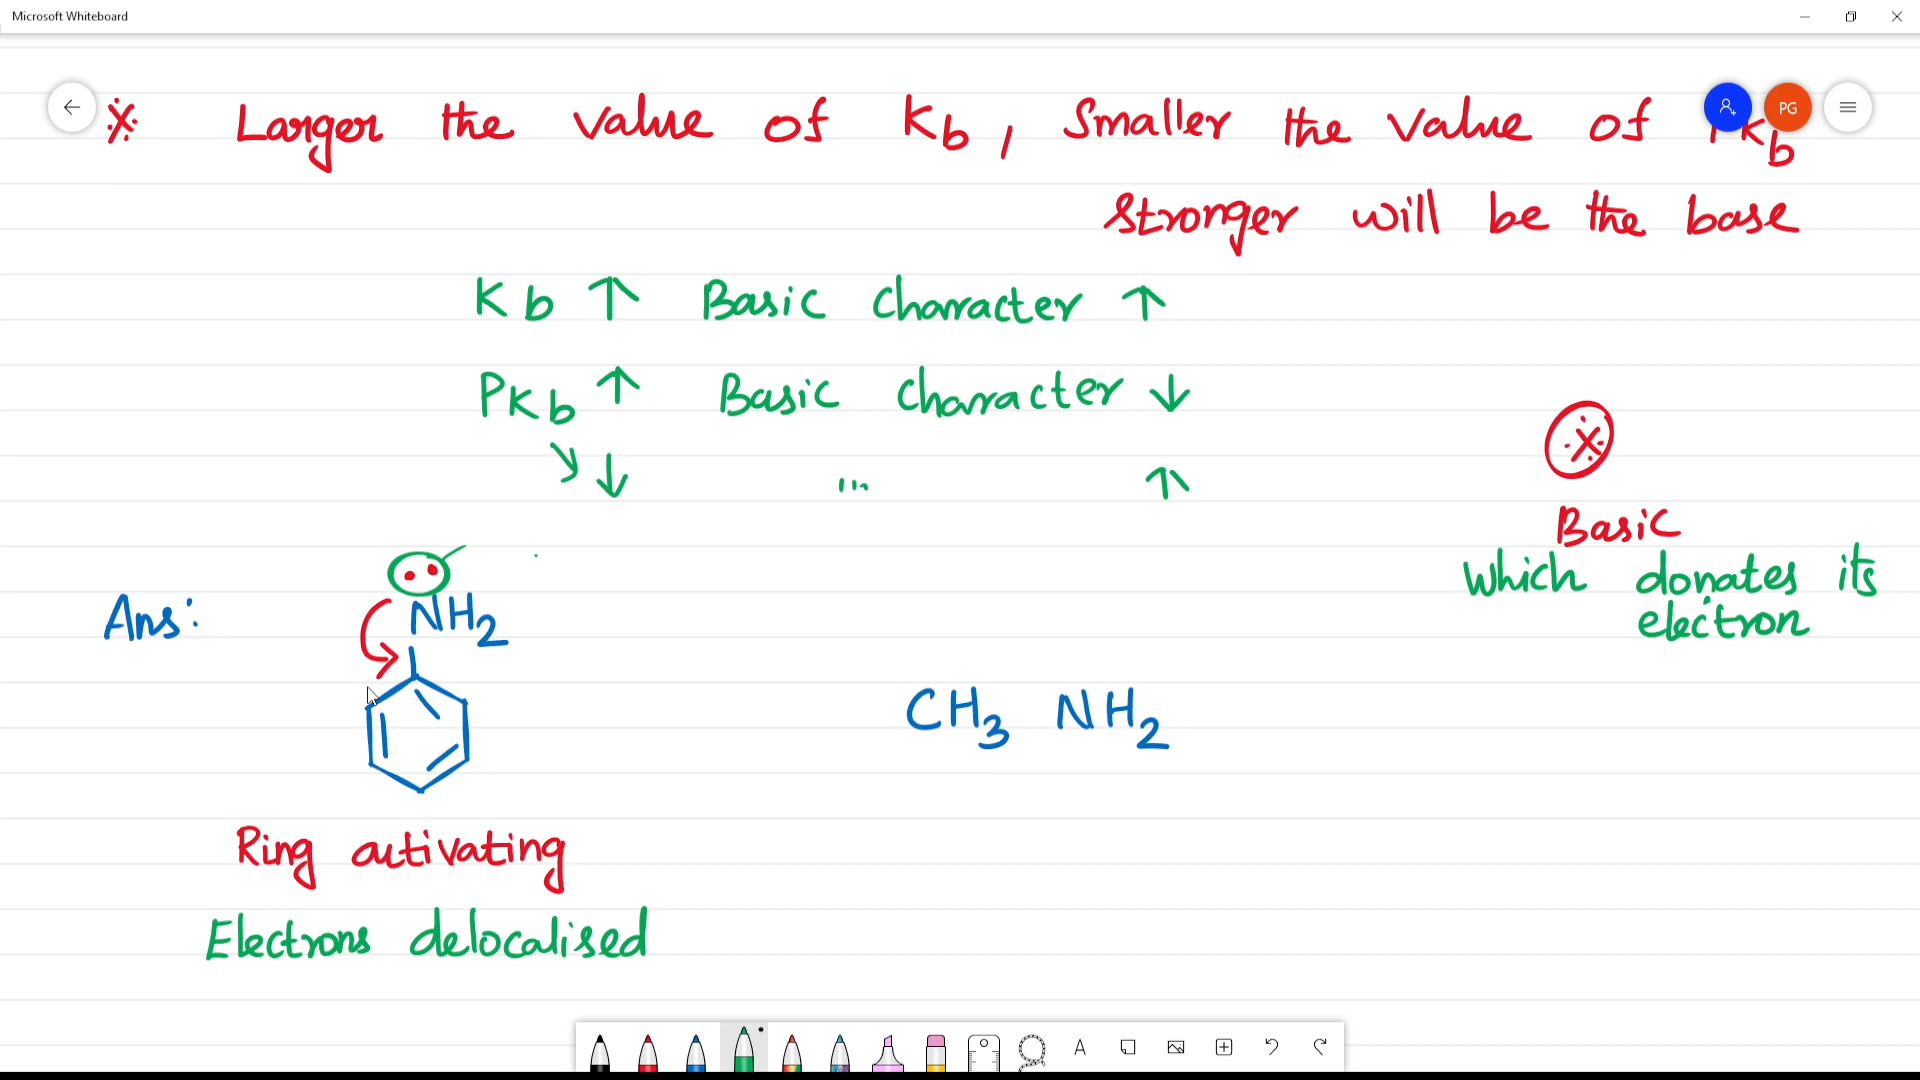 Microsoft Whiteboard
PG
※ Larger the value of Kb, Smaller the value of PKb
Stronger will be the base
Kb ↑ Basic Character ↑
PKb ↑ Basic Character ↓
↓ ... ↑
Basic
Which donates its
electron
Ans:
NH2
CH3 NH2
Ring activating
Electrons delocalised
A